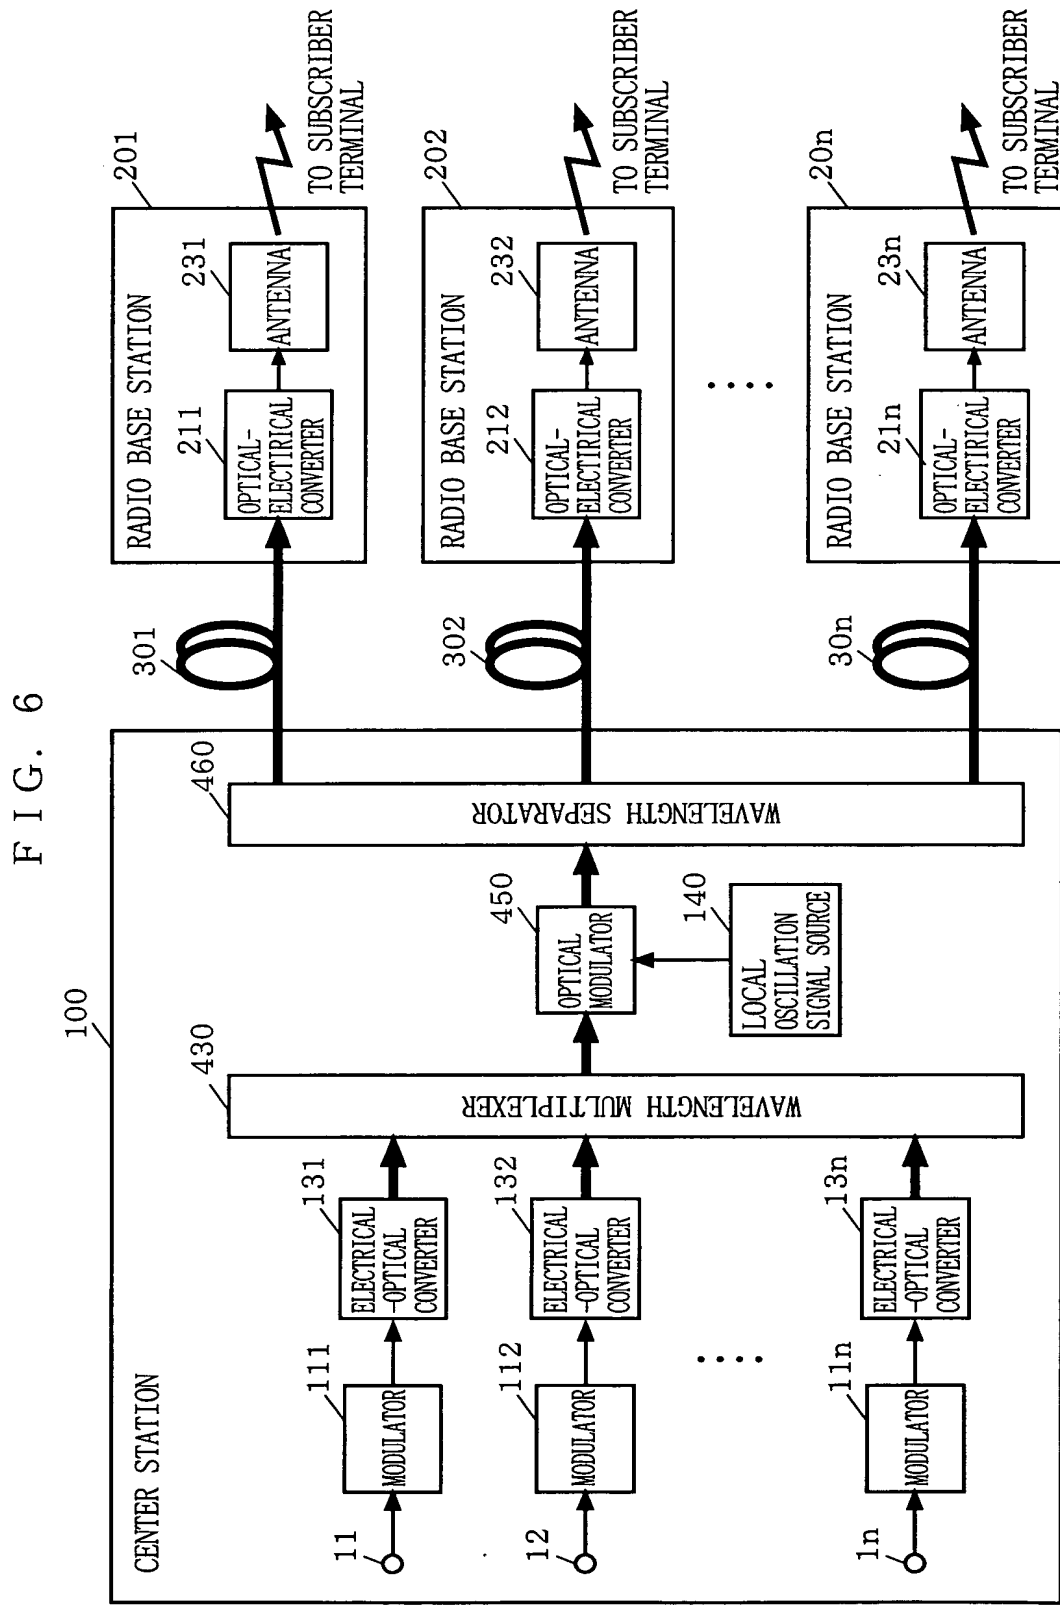 FIG. 6
CENTER STATION
100
11
111
MODULATOR
131
ELECTRICAL
-OPTICAL
CONVERTER
12
112
MODULATOR
132
ELECTRICAL
-OPTICAL
CONVERTER
....
1n
11n
MODULATOR
13n
ELECTRICAL
-OPTICAL
CONVERTER
430
WAVELENGTH MULTIPLEXER
450
OPTICAL
MODULATOR
140
LOCAL
OSCILLATION
SIGNAL SOURCE
460
WAVELENGTH SEPARATOR
301
RADIO BASE STATION
201
211
OPTICAL-
ELECTIRICAL
CONVERTER
231
ANTENNA
TO SUBSCRIBER
TERMINAL
302
RADIO BASE STATION
202
212
OPTICAL-
ELECTIRICAL
CONVERTER
232
ANTENNA
TO SUBSCRIBER
TERMINAL
....
30n
RADIO BASE STATION
20n
21n
OPTICAL-
ELECTIRICAL
CONVERTER
23n
ANTENNA
TO SUBSCRIBER
TERMINAL